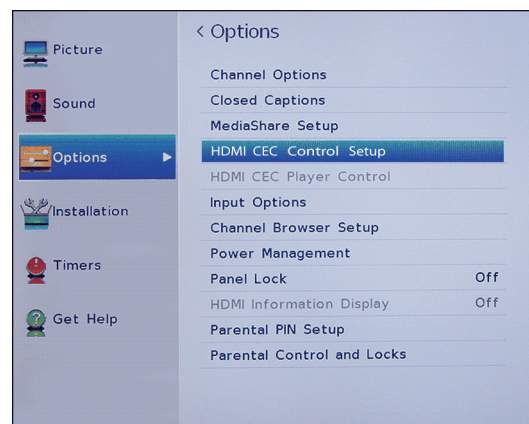 Picture
Sound
Options
Installation
Timers
Get Help
< Options
Channel Options
Closed Captions
MediaShare Setup
HDMI CEC Control Setup
HDMI CEC Player Control
Input Options
Channel Browser Setup
Power Management
Panel Lock Off
HDMI Information Display Off
Parental PIN Setup
Parental Control and Locks